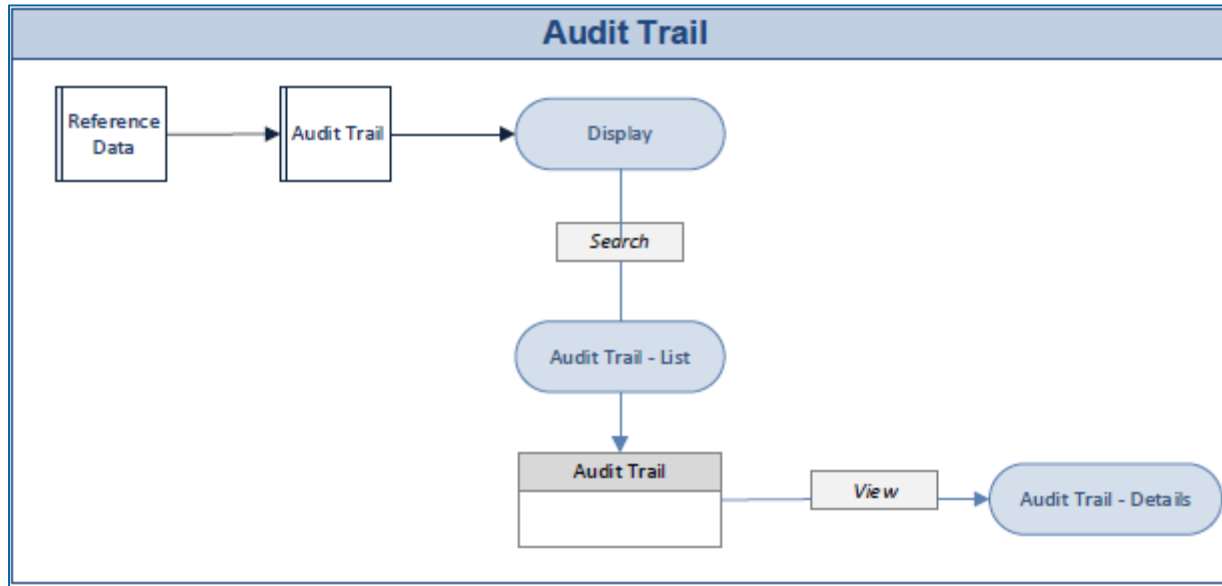 Audit Trail
Reference
Data
Audit Trail
Display
Search
Audit Trail - List
Audit Trail
View
Audit Trail - Details